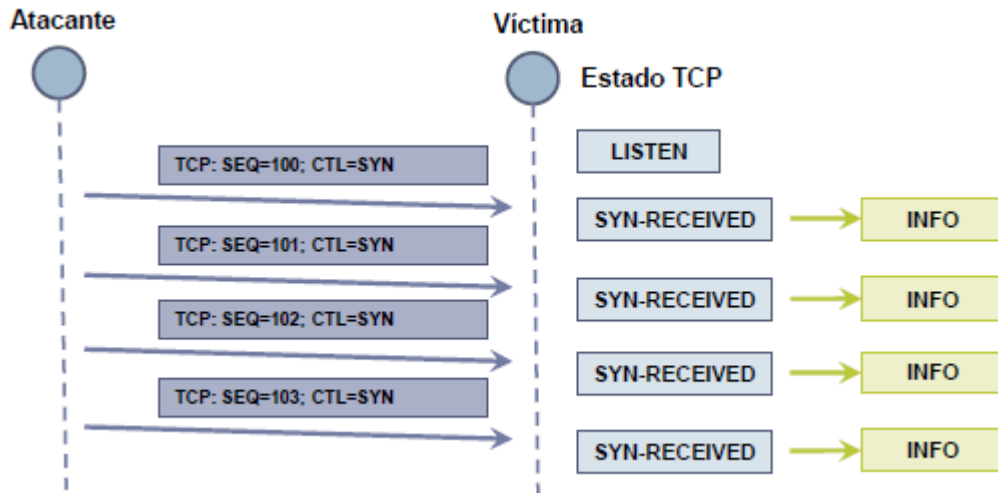 Atacante
Víctima
Estado TCP
LISTEN
TCP: SEQ=100; CTL=SYN
SYN-RECEIVED
INFO
TCP: SEQ=101; CTL=SYN
SYN-RECEIVED
INFO
TCP: SEQ=102; CTL=SYN
SYN-RECEIVED
INFO
TCP: SEQ=103; CTL=SYN
SYN-RECEIVED
INFO